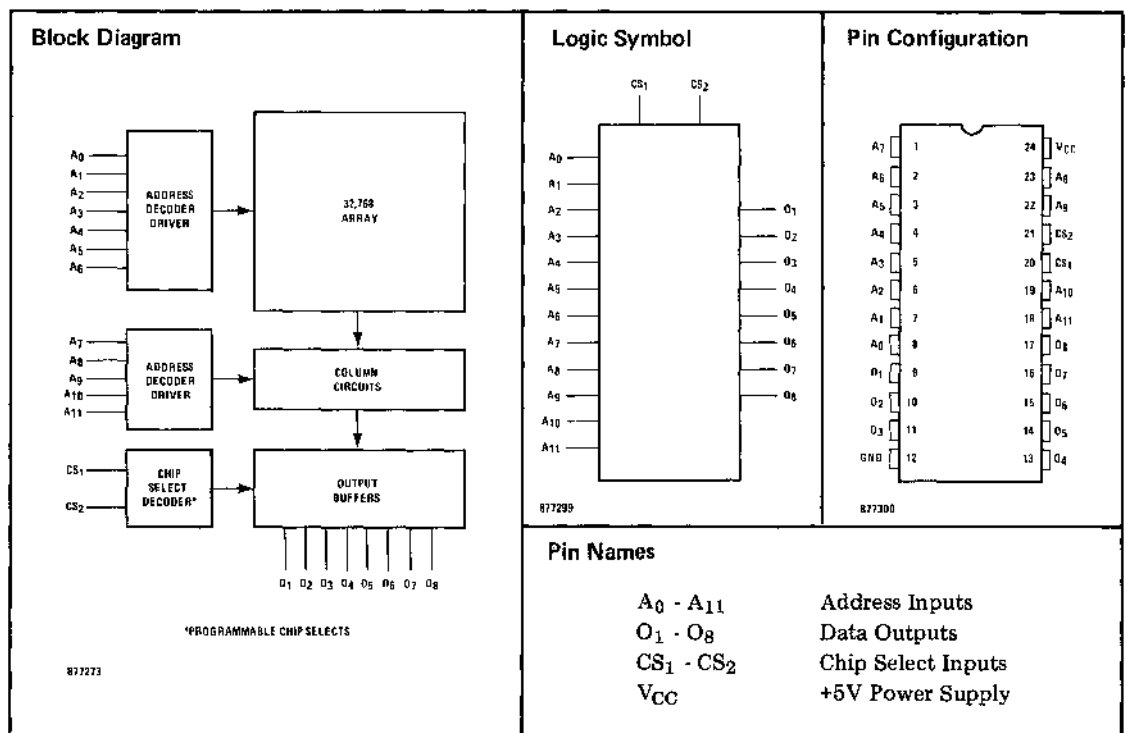 Block Diagram
A0
A1
A2
A3
A4
A5
A6
ADDRESS
DECODER
DRIVER
32,768
ARRAY
A7
A8
A9
A10
A11
ADDRESS
DECODER
DRIVER
COLUMN
CIRCUITS
CS1
CS2
CHIP
SELECT
DECODER*
OUTPUT
BUFFERS
O1 O2 O3 O4 O5 O6 O7 O8
*PROGRAMMABLE CHIP SELECTS
877273
Logic Symbol
CS1 CS2
A0
A1
A2
A3
A4
A5
A6
A7
A8
A9
A10
A11
O1
O2
O3
O4
O5
O6
O7
O8
877299
Pin Configuration
A7 1 24 VCC
A6 2 23 A8
A5 3 22 A9
A4 4 21 CS2
A3 5 20 CS1
A2 6 19 A10
A1 7 18 A11
A0 8 17 O8
O1 9 16 O7
O2 10 15 O6
O3 11 14 O5
GND 12 13 O4
877300
Pin Names
A0 - A11 Address Inputs
O1 - O8 Data Outputs
CS1 - CS2 Chip Select Inputs
VCC +5V Power Supply